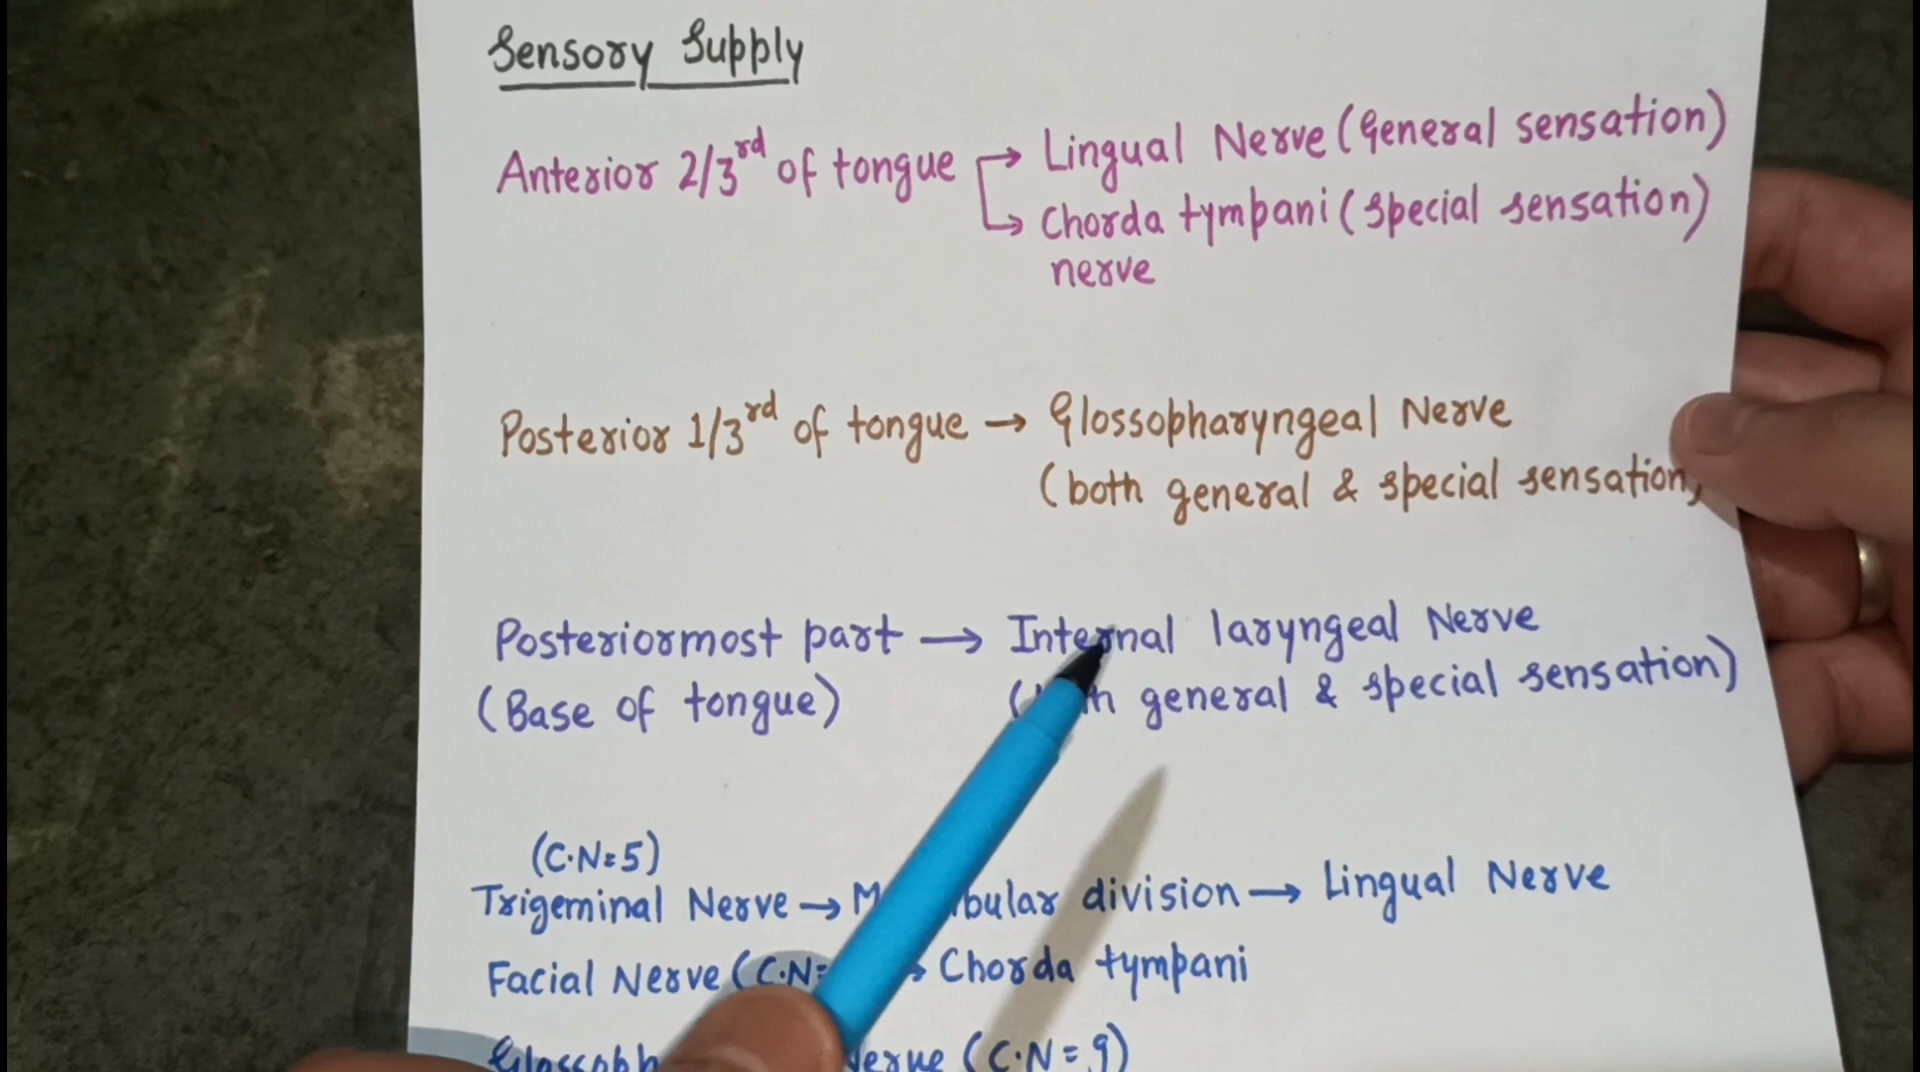 Sensory Supply
Anterior 2/3rd of tongue → Lingual Nerve (General sensation)
→ Chorda tympani (special sensation)
nerve
Posterior 1/3rd of tongue → Glossopharyngeal Nerve
(both general & special sensation)
Posteriormost part → Internal laryngeal Nerve
(Base of tongue) general & special sensation)
(C.N=5)
Trigeminal Nerve → division → Lingual Nerve
Facial Nerve (C.N= → Chorda tympani
Nerve (C.N=9)